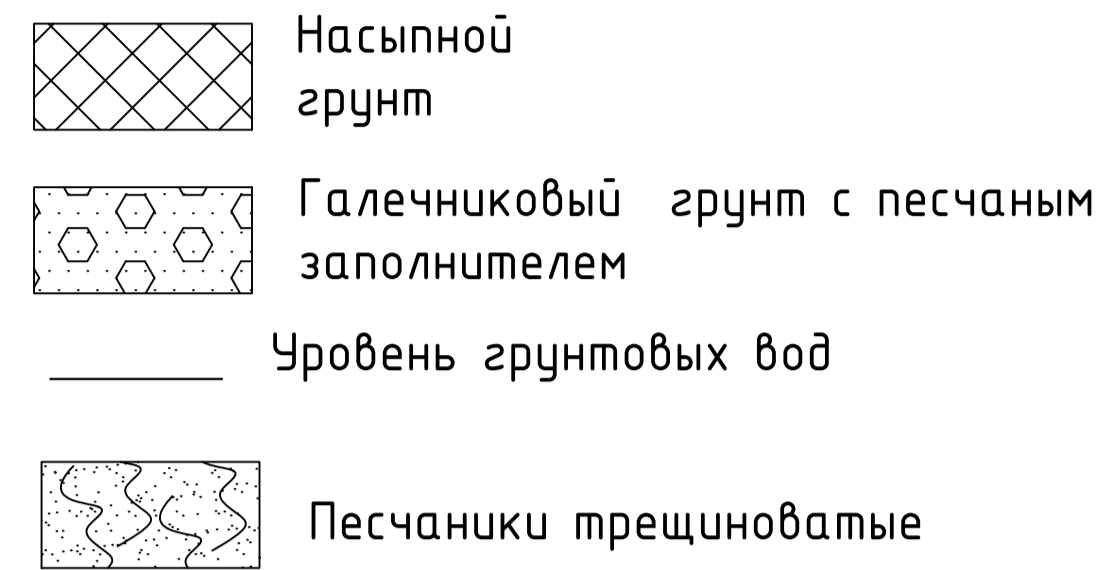 Насыпной
грунт
Галечниковый грунт с песчаным
заполнителем
Уровень грунтовых вод
Песчаники трещиноватые